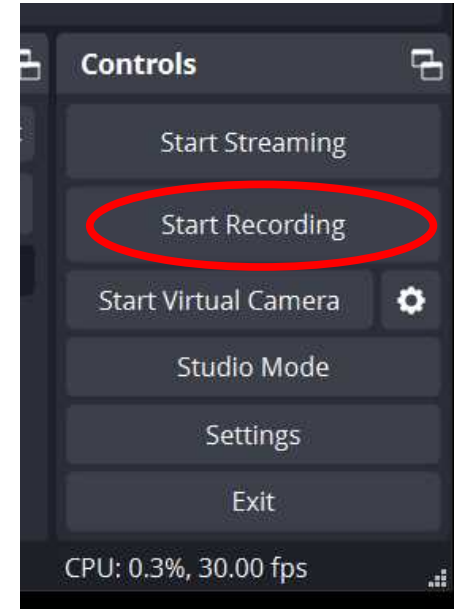 Controls
Start Streaming
Start Recording
Start Virtual Camera
Studio Mode
Settings
Exit
CPU: 0.3%, 30.00 fps